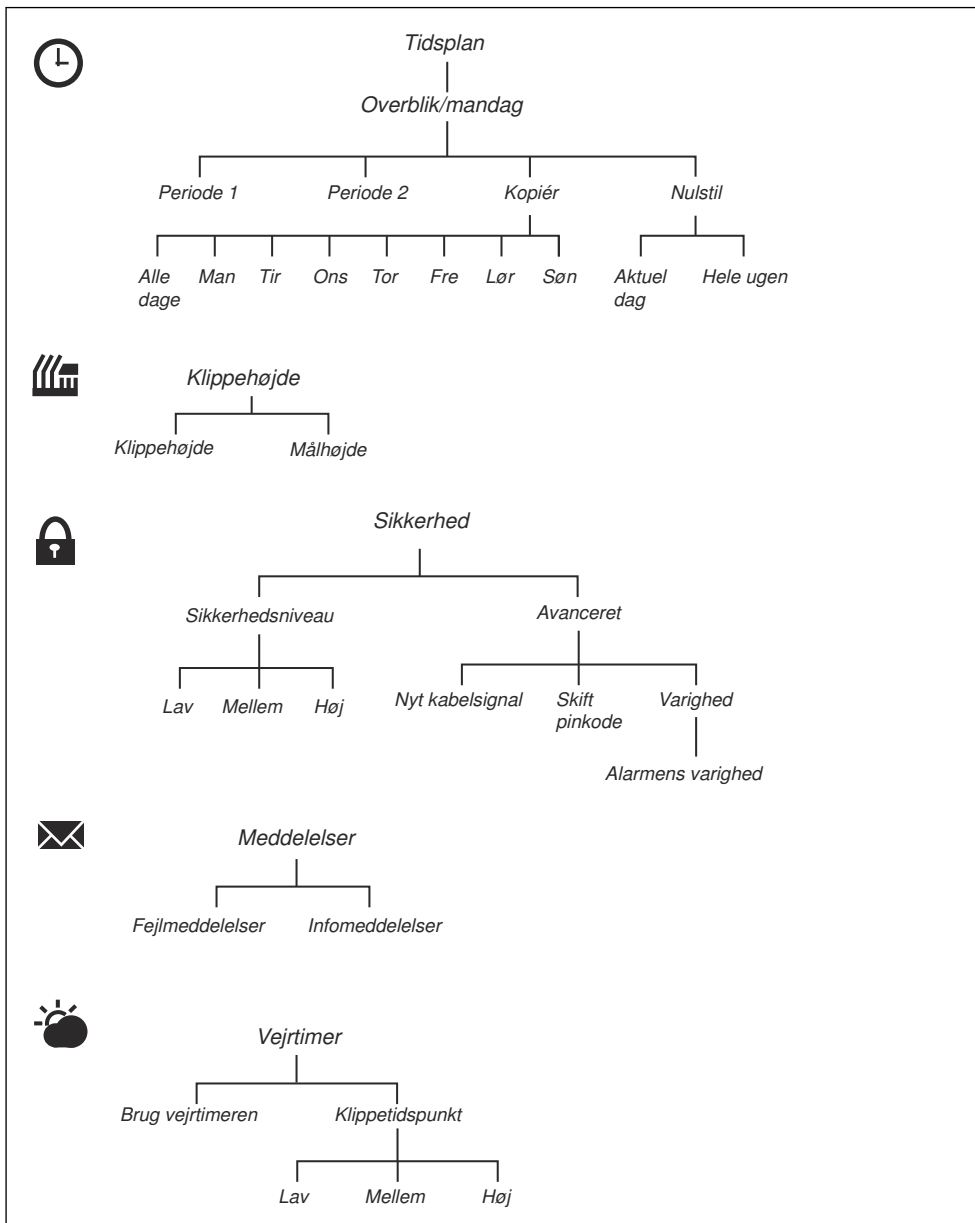 Tidsplan
Overblik/mandag
Periode 1 Periode 2 Kopiér Nulstil
Alle dage Man Tir Ons Tor Fre Lør Søn Aktuel dag Hele ugen
Klippehøjde
Klippehøjde Målhøjde
Sikkerhed
Sikkerhedsniveau Avanceret
Lav Mellem Høj Nyt kabelsignal Skift pinkode Varighed
Alarmens varighed
Meddelelser
Fejlmeddelelser Infomeddelelser
Vejrtimer
Brug vejrtimeren Klippetidspunkt
Lav Mellem Høj